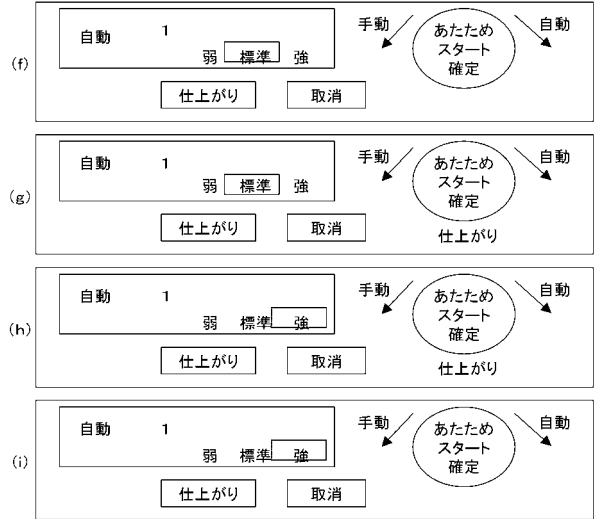 (f)
自動 1
弱 標準 強
仕上がり 取消
手動 自動
あたため
スタート
確定
(g)
自動 1
弱 標準 強
仕上がり 取消
手動 自動
あたため
スタート
確定
仕上がり
(h)
自動 1
弱 標準 強
仕上がり 取消
手動 自動
あたため
スタート
確定
仕上がり
(i)
自動 1
弱 標準 強
仕上がり 取消
手動 自動
あたため
スタート
確定